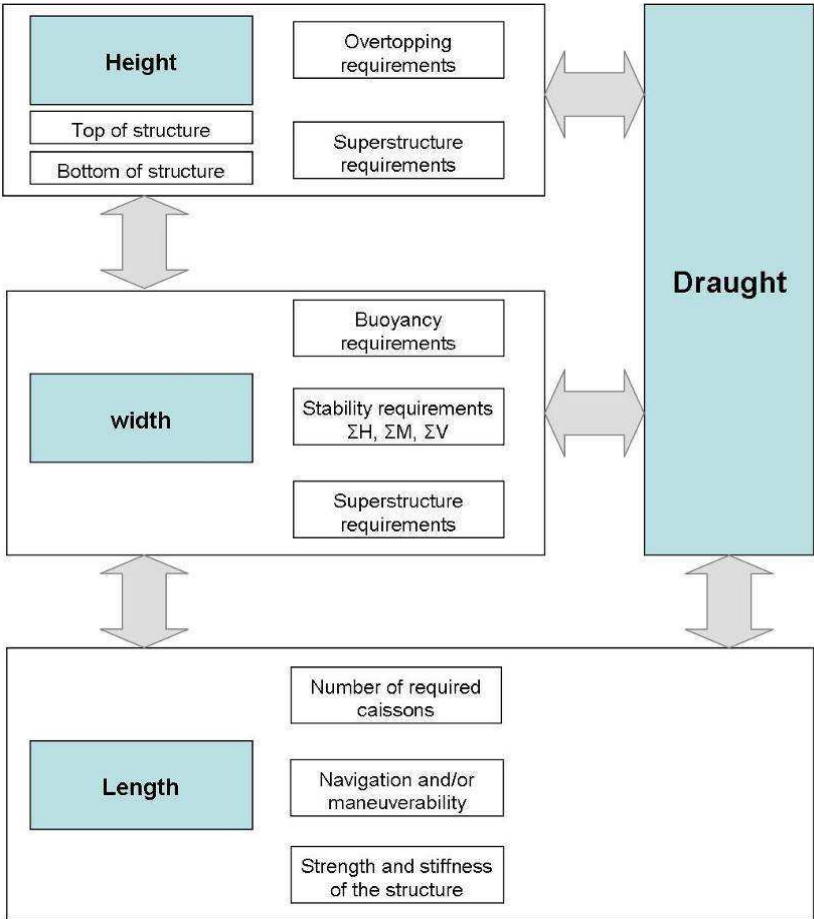 Height
Top of structure
Bottom of structure
Overtopping
requirements
Superstructure
requirements
Draught
width
Buoyancy
requirements
Stability requirements
ΣH, ΣM, ΣV
Superstructure
requirements
Length
Number of required
caissons
Navigation and/or
maneuverability
Strength and stiffness
of the structure